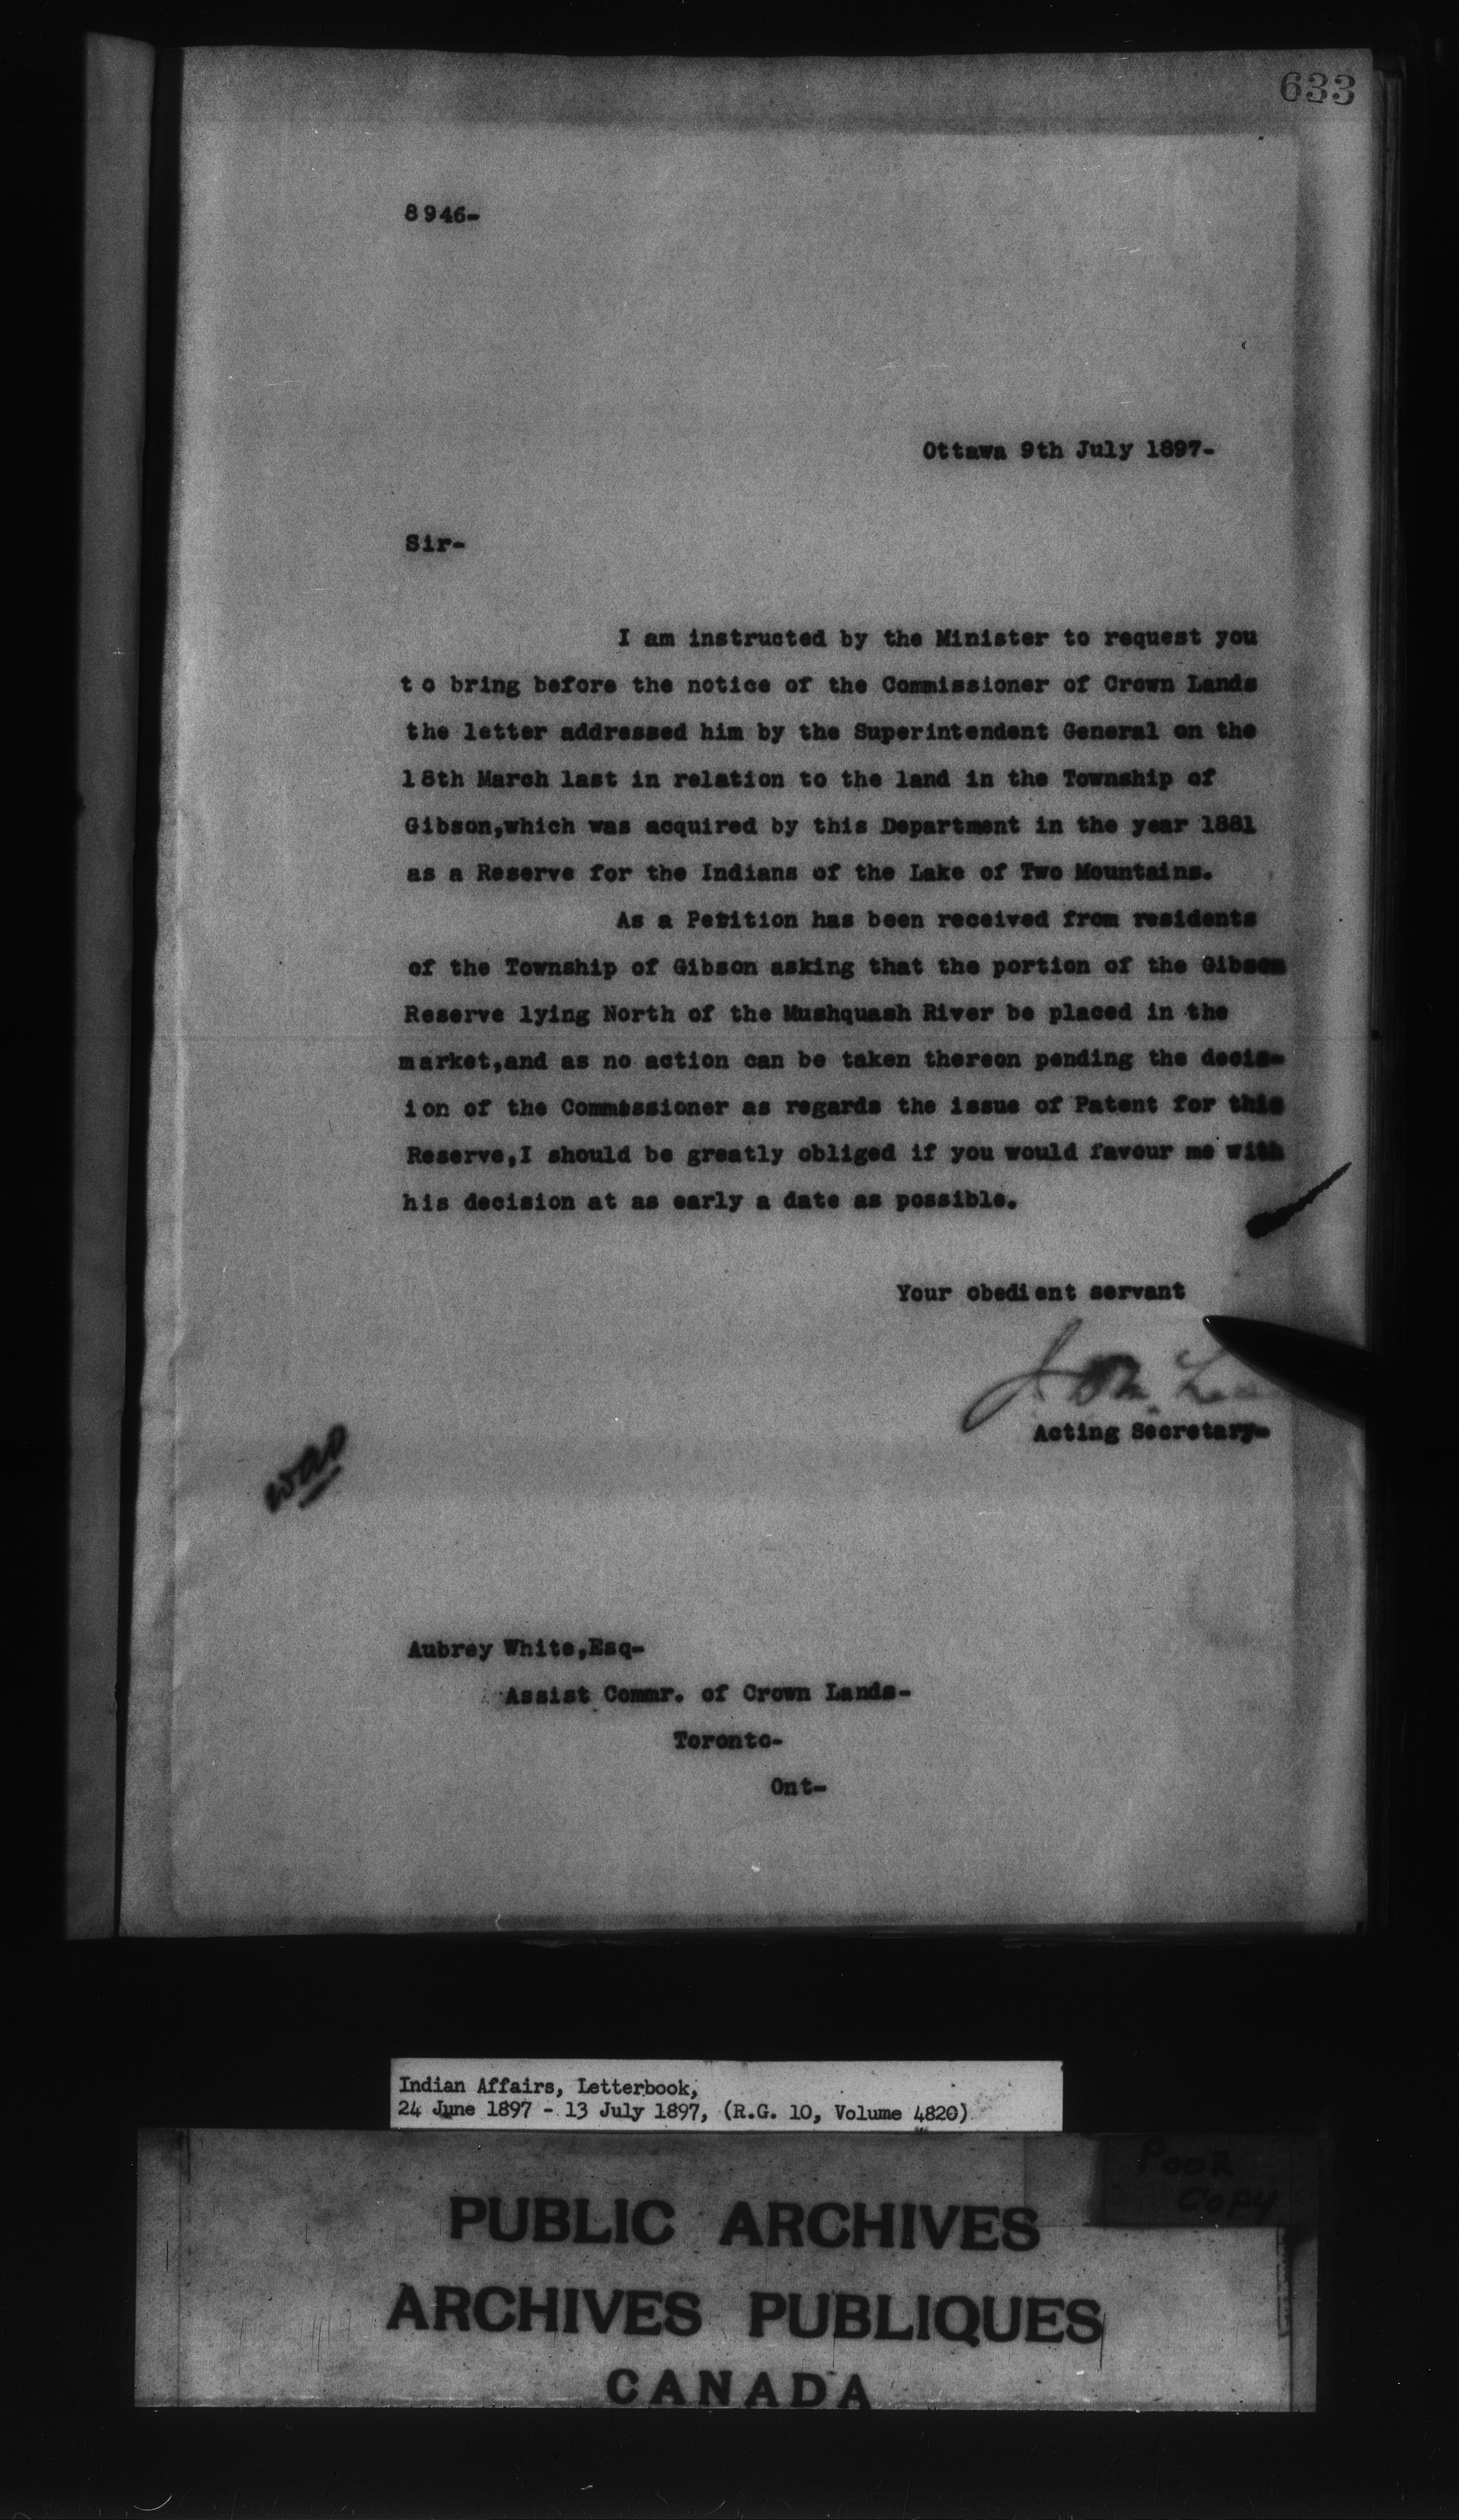 633
8946-
Ottawa 9th July 1897-
Sir-
I am instructed by the Minister to request you
to bring before the notice of the Commissioner of Crown Lands
the letter addressed him by the Superintendent General on the
18th March last in relation to the land in the Township of
Gibson,which was acquired by this Department in the year 1881
as a Reserve for the Indians of the Lake of Two Mountains.
As a Petition has been received from residents
of the Township of Gibson asking that the portion of the Gibson
Reserve lying North of the Mushquash River be placed in the
market,and as no action can be taken thereon pending the decis-
ion of the Commissioner as regards the issue of Patent for this
Reserve,I should be greatly obliged if you would favour me with
his decision at as early a date as possible.
Your obedient servant
Acting Secretary-
Aubrey White,Esq-
Assist Commr. of Crown Lands-
Toronto-
Ont-
Indian Affairs, Letterbook,
24 June 1897 - 13 July 1897, (R.G. 10, Volume 4820)
Poor
Copy
PUBLIC ARCHIVES
ARCHIVES PUBLIQUES
CANADA